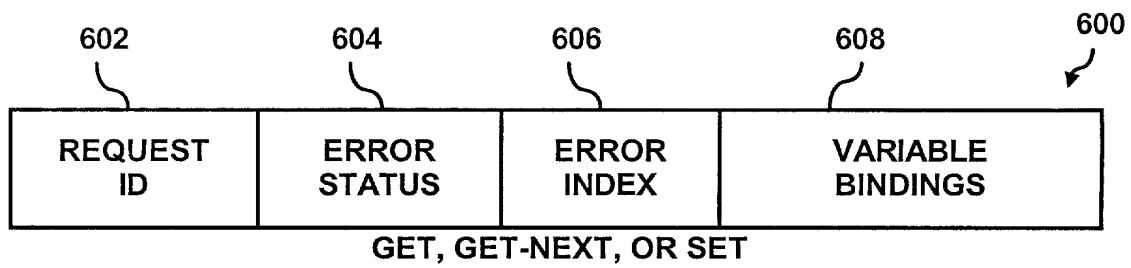 602 604 606 608 600
REQUEST ID ERROR STATUS ERROR INDEX VARIABLE BINDINGS
GET, GET-NEXT, OR SET